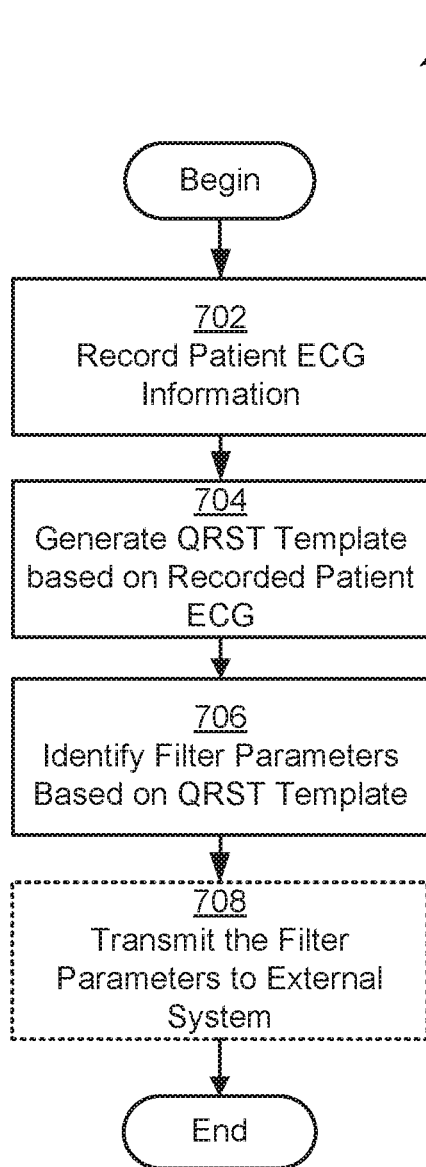 Begin
702
Record Patient ECG
Information
704
Generate QRST Template
based on Recorded Patient
ECG
706
Identify Filter Parameters
Based on QRST Template
708
Transmit the Filter
Parameters to External
System
End